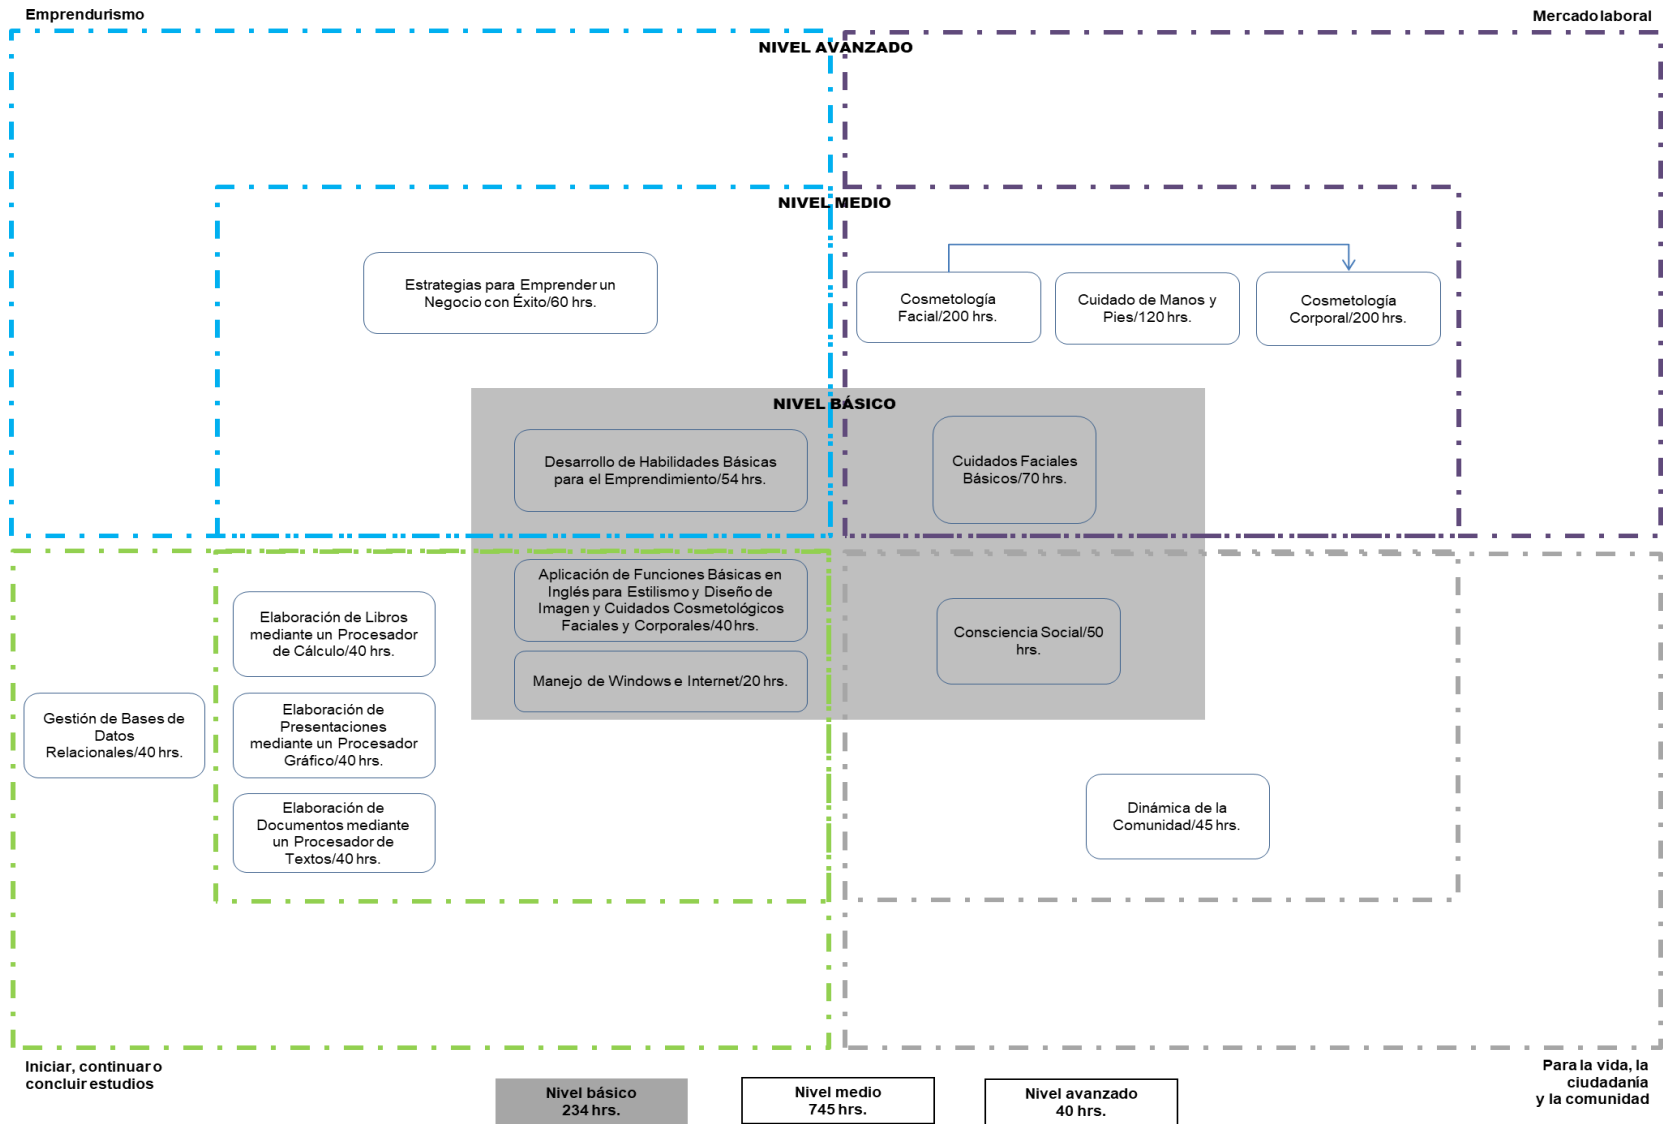 Emprendurismo
Mercado laboral
NIVEL AVANZADO
NIVEL MEDIO
Estrategias para Emprender un
Negocio con Éxito/60 hrs.
Cosmetología
Facial/200 hrs.
Cuidado de Manos y
Pies/120 hrs.
Cosmetología
Corporal/200 hrs.
NIVEL BÁSICO
Desarrollo de Habilidades Básicas
para el Emprendimiento/54 hrs.
Cuidados Faciales
Básicos/70 hrs.
Aplicación de Funciones Básicas en
Inglés para Estilismo y Diseño de
Imagen y Cuidados Cosmetológicos
Faciales y Corporales/40 hrs.
Manejo de Windows e Internet/20 hrs.
Consciencia Social/50
hrs.
Elaboración de Libros
mediante un Procesador
de Cálculo/40 hrs.
Gestión de Bases de
Datos
Relacionales/40 hrs.
Elaboración de
Presentaciones
mediante un Procesador
Gráfico/40 hrs.
Elaboración de
Documentos mediante
un Procesador de
Textos/40 hrs.
Dinámica de la
Comunidad/45 hrs.
Iniciar, continuar o
concluir estudios
Para la vida, la
ciudadanía
y la comunidad
Nivel básico
234 hrs.
Nivel medio
745 hrs.
Nivel avanzado
40 hrs.